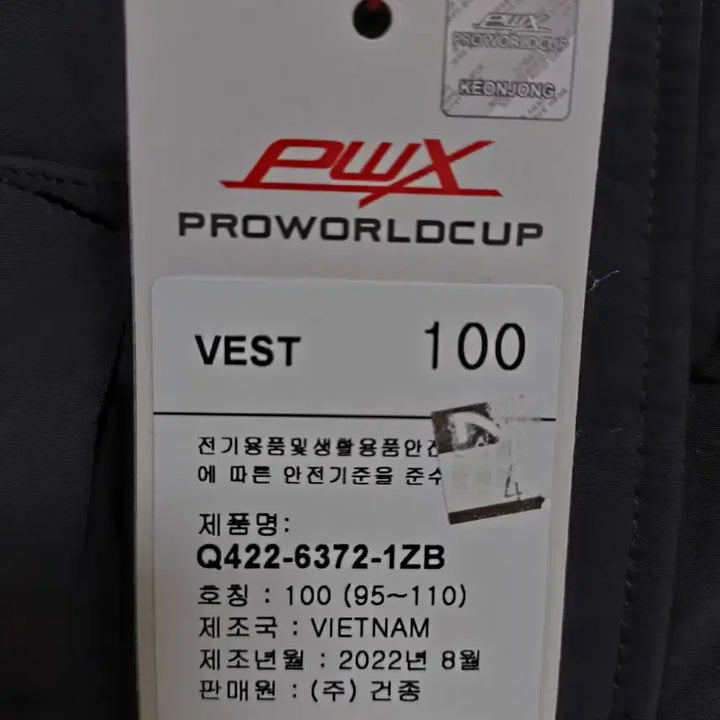 PWX
PROWORLDCUP
KEONJONG
PWX
PROWORLDCUP
VEST 100
전기용품및생활용품안전
에 따른 안전기준을 준수
4
제품명:
Q422-6372-1ZB
호칭 : 100 (95~110)
제조국 : VIETNAM
제조년월 : 2022년 8월
판매원 : (주) 건종